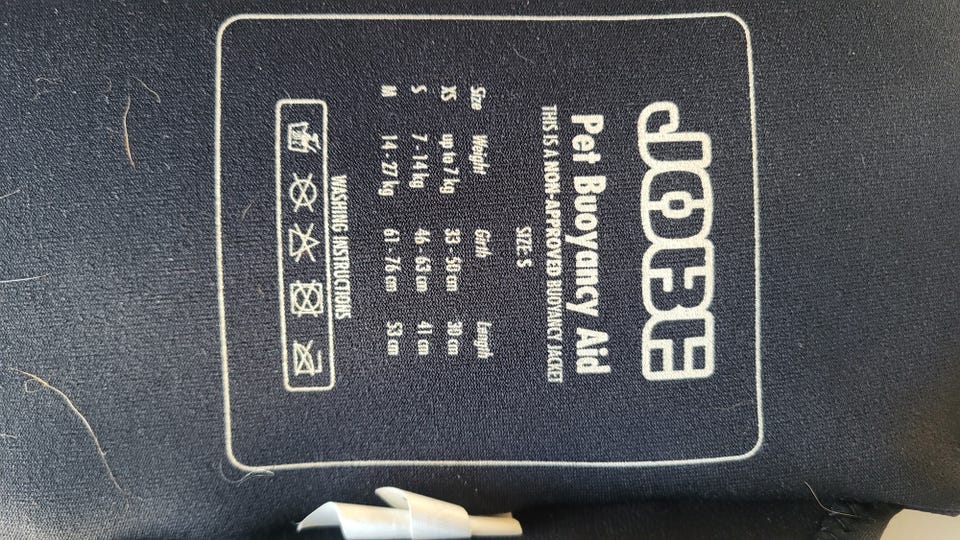 JOBE
Pet Buoyancy Aid
THIS IS A NON-APPROVED BUOYANCY JACKET
SIZE: S
Size Weight Girth Length
XS up to 7 kg 33 - 50 cm 30 cm
S 7 - 14 kg 46 - 63 cm 41 cm
M 14 - 27 kg 61 - 76 cm 53 cm
WASHING INSTRUCTIONS